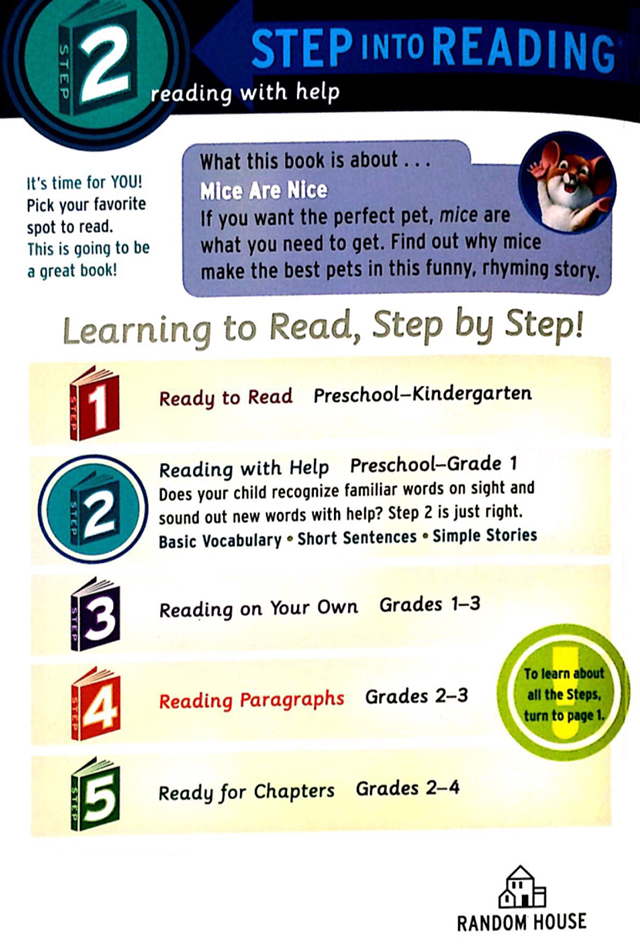 STEP 2
STEP INTO READING
reading with help
It's time for YOU!
Pick your favorite
spot to read.
This is going to be
a great book!
What this book is about . . .
Mice Are Nice
If you want the perfect pet, mice are
what you need to get. Find out why mice
make the best pets in this funny, rhyming story.
Learning to Read, Step by Step!
STEP 1
Ready to Read Preschool–Kindergarten
STEP 2
Reading with Help Preschool–Grade 1
Does your child recognize familiar words on sight and
sound out new words with help? Step 2 is just right.
Basic Vocabulary • Short Sentences • Simple Stories
STEP 3
Reading on Your Own Grades 1–3
STEP 4
Reading Paragraphs Grades 2–3
To learn about
all the Steps,
turn to page 1.
STEP 5
Ready for Chapters Grades 2–4
RANDOM HOUSE